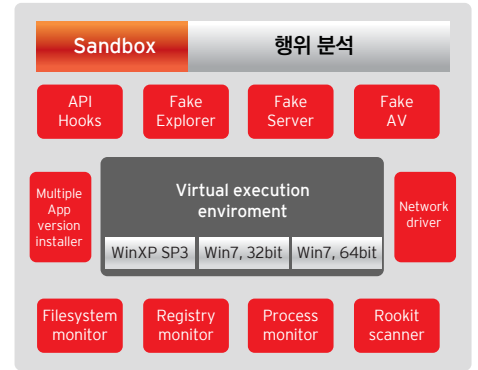 Sandbox 행위 분석
API
Hooks
Fake
Explorer
Fake
Server
Fake
AV
Multiple
App
version
installer
Virtual execution
enviroment
WinXP SP3
Win7, 32bit
Win7, 64bit
Network
driver
Filesystem
monitor
Registry
monitor
Process
monitor
Rookit
scanner